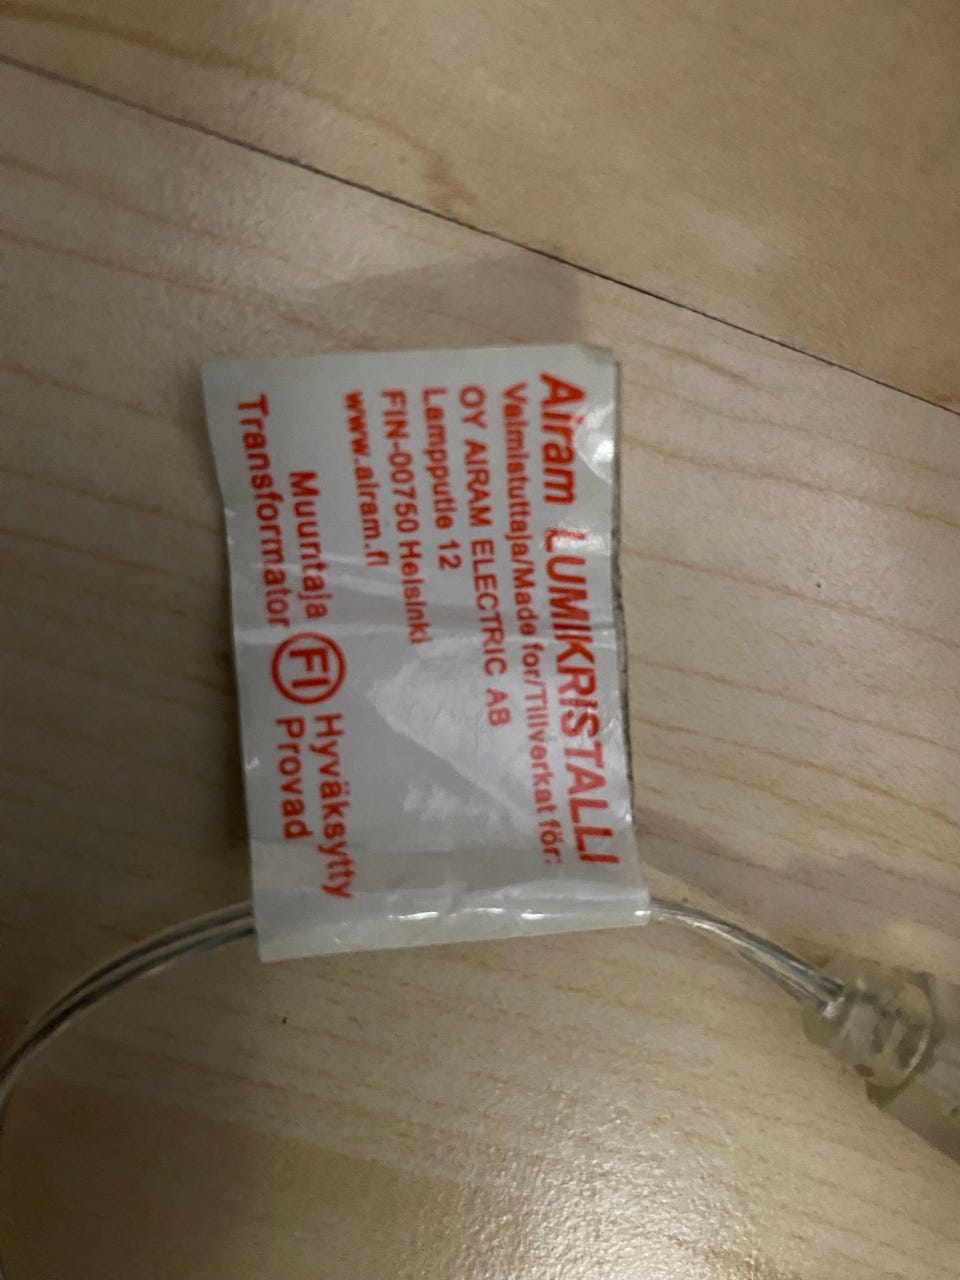 Airam LUMIKRISTALLI
Valmistuttaja/Made for/Tillverkat för:
OY AIRAM ELECTRIC AB
Lampputie 12
FIN-00750 Helsinki
www.airam.fi
Muuntaja FI Hyväksytty
Transformator Provad